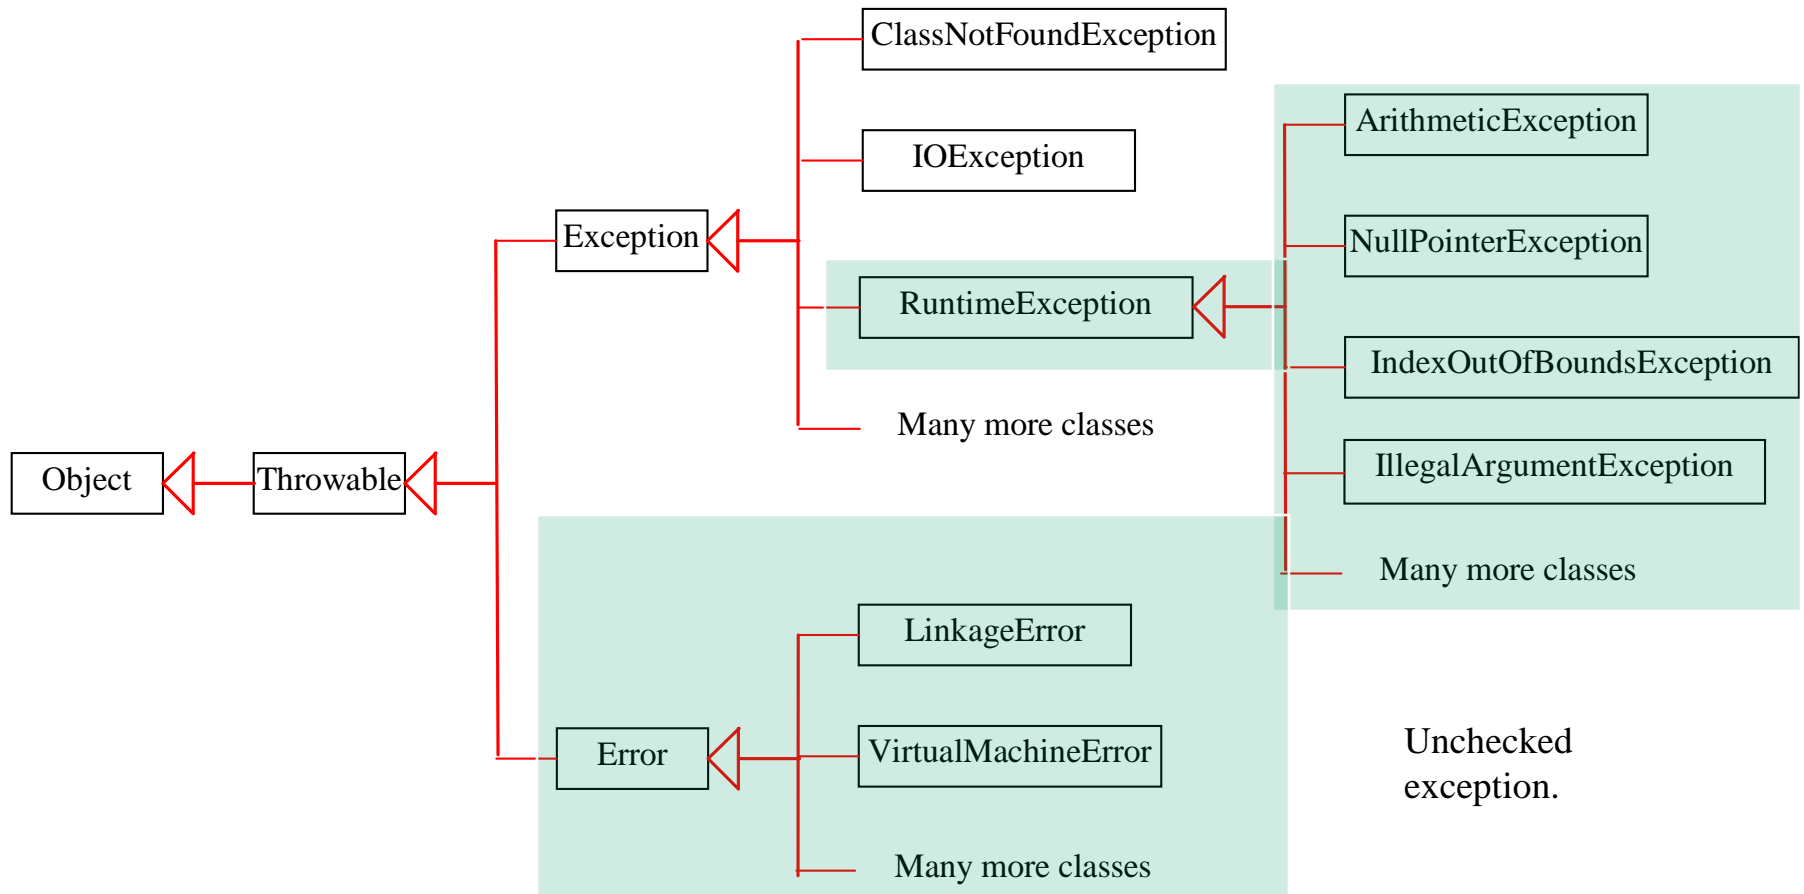 ClassNotFoundException
ArithmeticException
IOException
NullPointerException
Exception
RuntimeException
IndexOutOfBoundsException
Many more classes
Object
Throwable
IllegalArgumentException
Many more classes
LinkageError
Error
VirtualMachineError
Unchecked
exception.
Many more classes